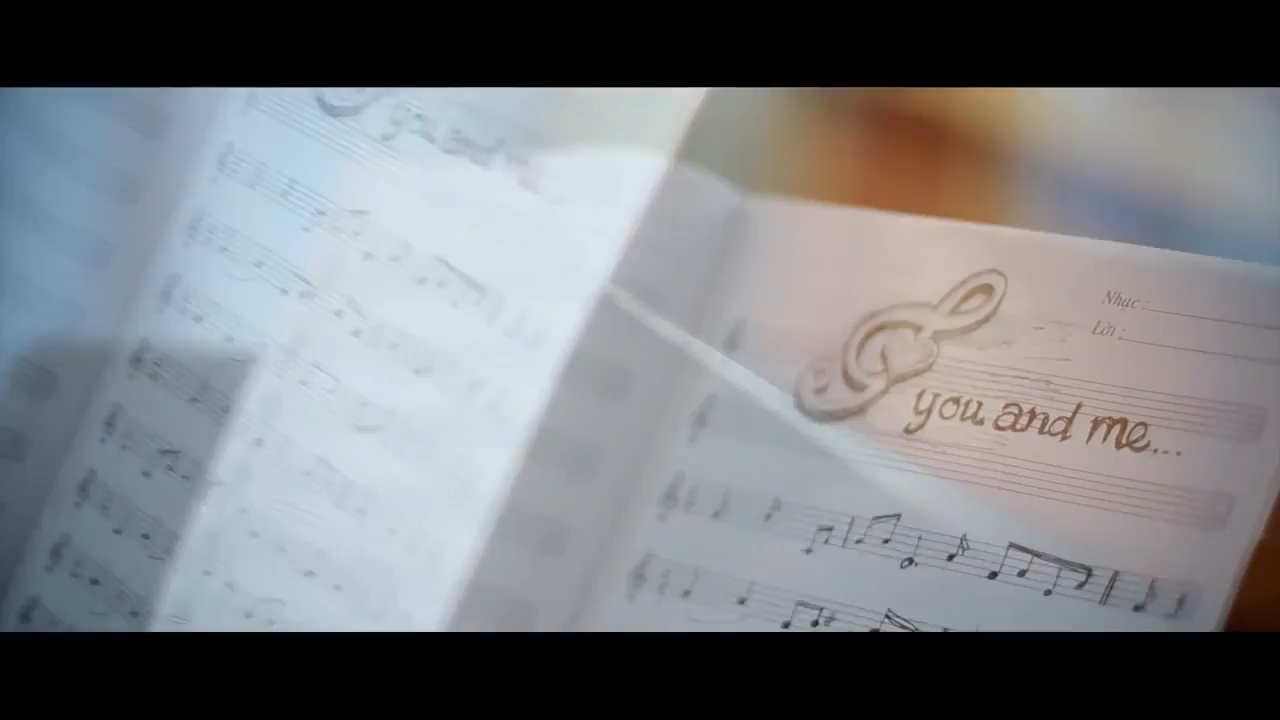 Nhạc :
Lời :
you and me...